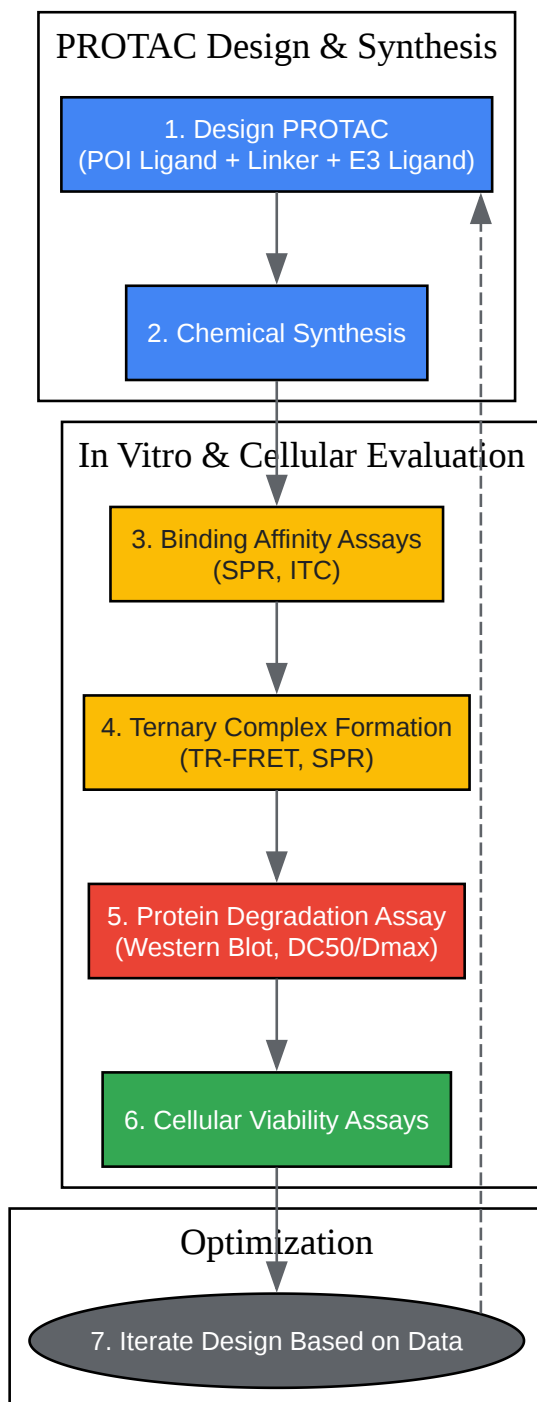 PROTAC Design & Synthesis
1. Design PROTAC
(POI Ligand + Linker + E3 Ligand)
2. Chemical Synthesis
In Vitro & Cellular Evaluation
3. Binding Affinity Assays
(SPR, ITC)
4. Ternary Complex Formation
(TR-FRET, SPR)
5. Protein Degradation Assay
(Western Blot, DC50/Dmax)
6. Cellular Viability Assays
Optimization
7. Iterate Design Based on Data